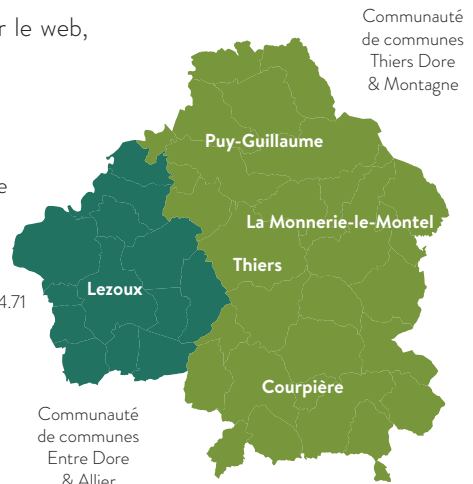 r le web,
Communauté
de communes
Thiers Dore
& Montagne
Puy-Guillaume
e
La Monnerie-le-Montel
Thiers
Lezoux
4.71
Courpière
Communauté
de communes
Entre Dore
& Allier